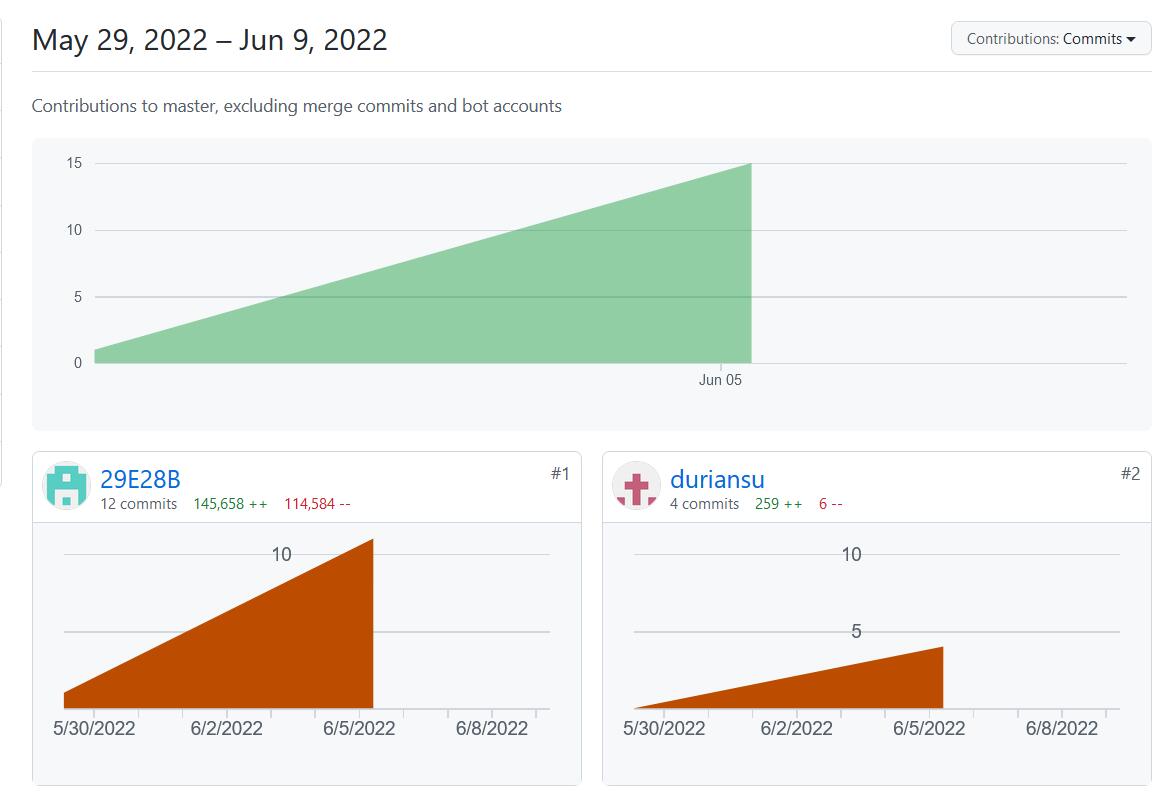 May 29, 2022 – Jun 9, 2022
Contributions: Commits
Contributions to master, excluding merge commits and bot accounts
15
10
5
0
Jun 05
29E28B
#1
12 commits 145,658 ++ 114,584 --
10
5/30/2022 6/2/2022 6/5/2022 6/8/2022
duriansu
#2
4 commits 259 ++ 6 --
10
5
5/30/2022 6/2/2022 6/5/2022 6/8/2022